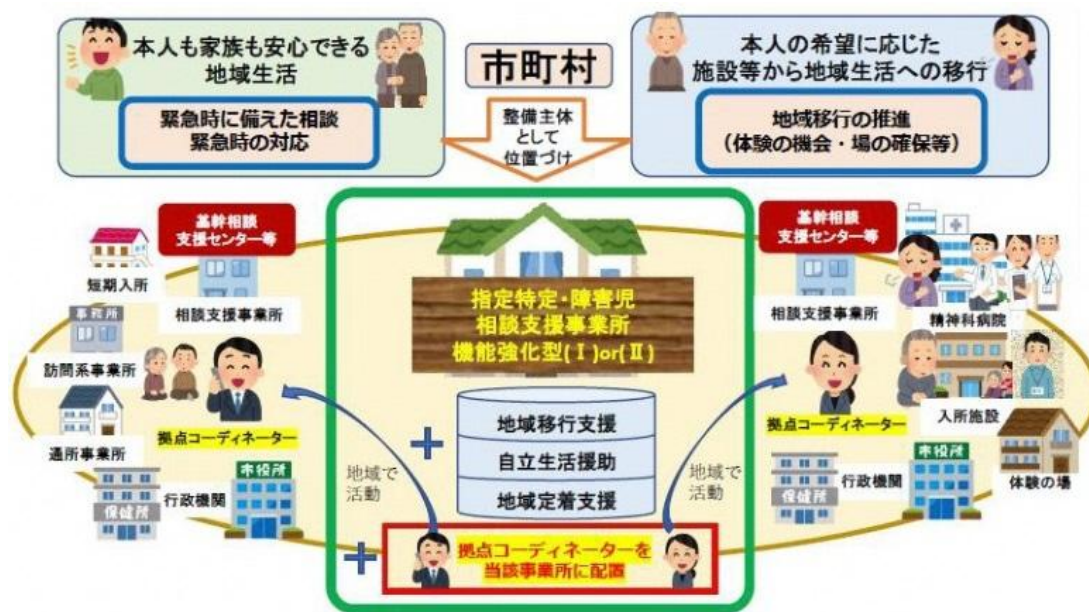 本人も家族も安心できる
地域生活
緊急時に備えた相談
緊急時の対応
市町村
整備主体
として
位置づけ
本人の希望に応じた
施設等から地域生活への移行
地域移行の推進
（体験の機会・場の確保等）
基幹相談
支援センター等
短期入所
相談支援事業所
事務所
訪問系事業所
拠点コーディネーター
通所事業所
市役所
行政機関
保健所
地域で
活動
指定特定・障害児
相談支援事業所
機能強化型(Ⅰ)or(Ⅱ)
+
地域移行支援
自立生活援助
地域定着支援
+
拠点コーディネーターを
当該事業所に配置
地域で
活動
基幹相談
支援センター等
相談支援事業所
精神科病院
拠点コーディネーター
入所施設
市役所
行政機関
保健所
体験の場